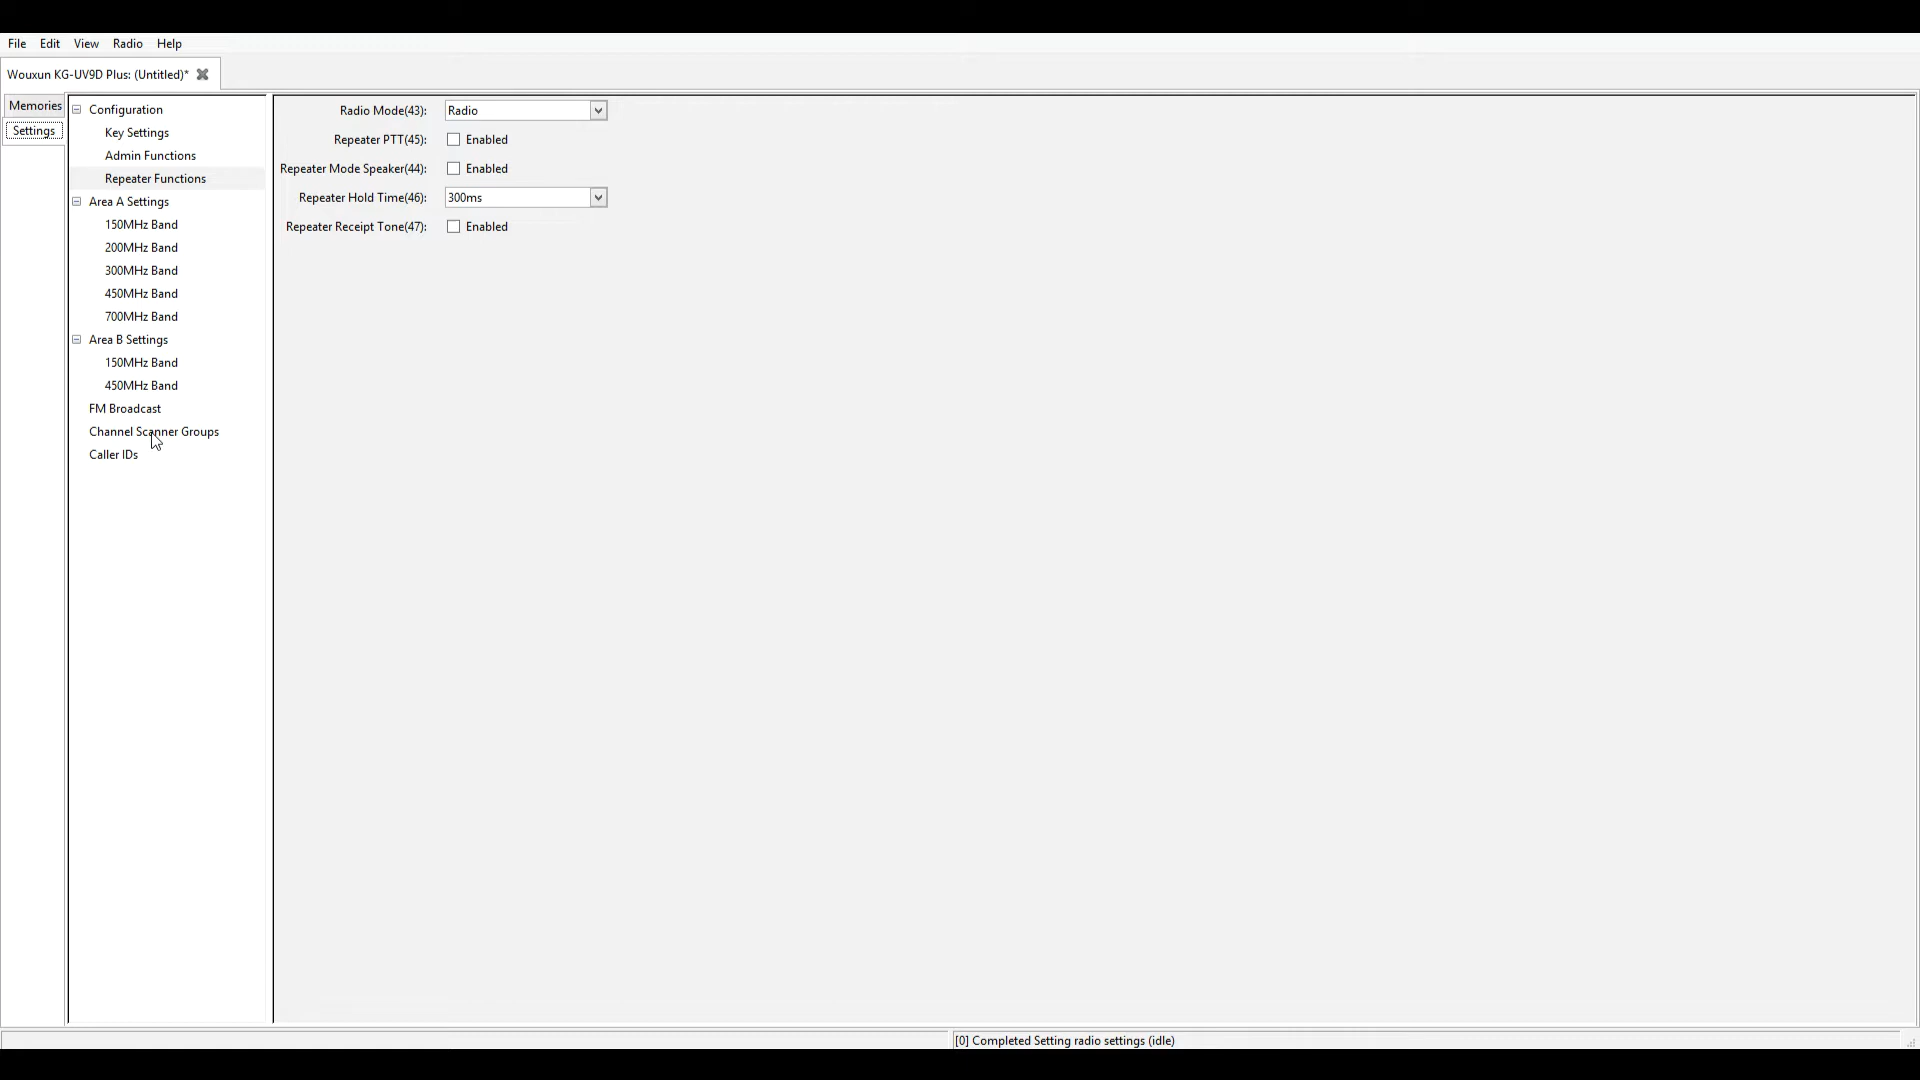 File Edit View Radio Help
Wouxun KG-UV9D Plus: (Untitled)*
Memories
Settings
Configuration
Key Settings
Admin Functions
Repeater Functions
Area A Settings
150MHz Band
200MHz Band
300MHz Band
450MHz Band
700MHz Band
Area B Settings
150MHz Band
450MHz Band
FM Broadcast
Channel Scanner Groups
Caller IDs
Radio Mode(43): Radio
Repeater PTT(45): Enabled
Repeater Mode Speaker(44): Enabled
Repeater Hold Time(46): 300ms
Repeater Receipt Tone(47): Enabled
[0] Completed Setting radio settings (idle)